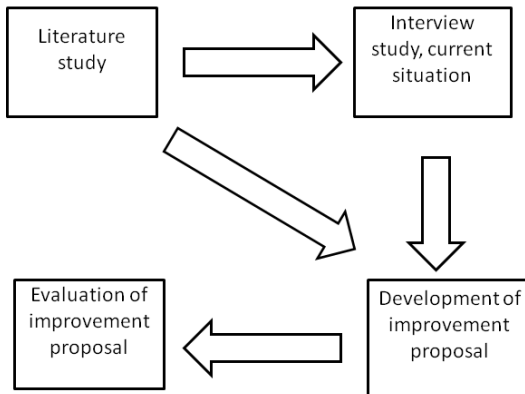 Literature
study
Interview
study, current
situation
Evaluation of
improvement
proposal
Development of
improvement
proposal